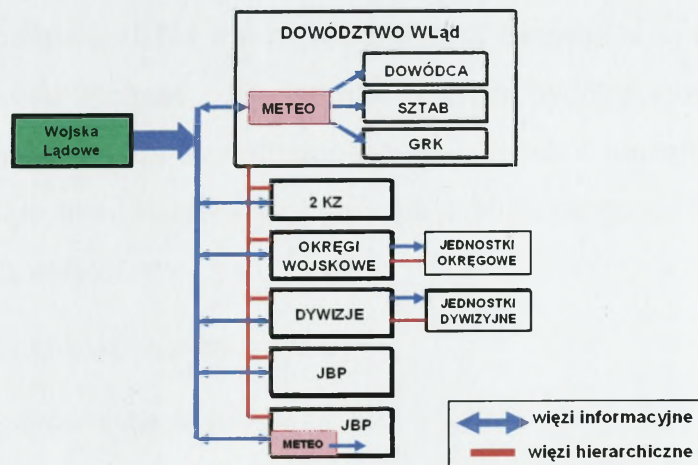 DOWÓDZTWO WLąd
DOWÓDCA
METEO
SZTAB
GRK
Wojska
Lądowe
2 KZ
OKRĘGI
WOJSKOWE
JEDNOSTKI
OKRĘGOWE
DYWIZJE
JEDNOSTKI
DYWIZYJNE
JBP
JBP
METEO
więzi informacyjne
więzi hierarchiczne